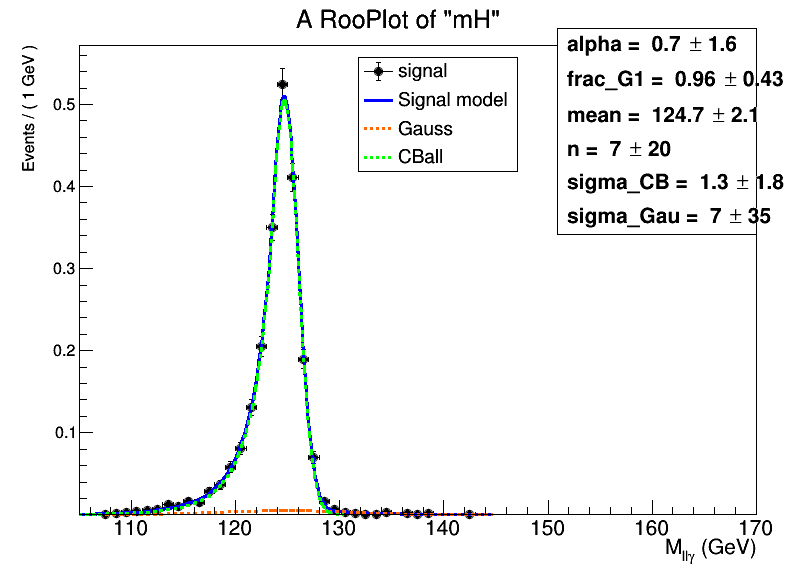 A RooPlot of "mH"
Events / ( 1 GeV )
signal
Signal model
Gauss
CBall
alpha = 0.7 ± 1.6
frac_G1 = 0.96 ± 0.43
mean = 124.7 ± 2.1
n = 7 ± 20
sigma_CB = 1.3 ± 1.8
sigma_Gau = 7 ± 35
0.5
0.4
0.3
0.2
0.1
110 120 130 140 150 160 170
M_llγ (GeV)